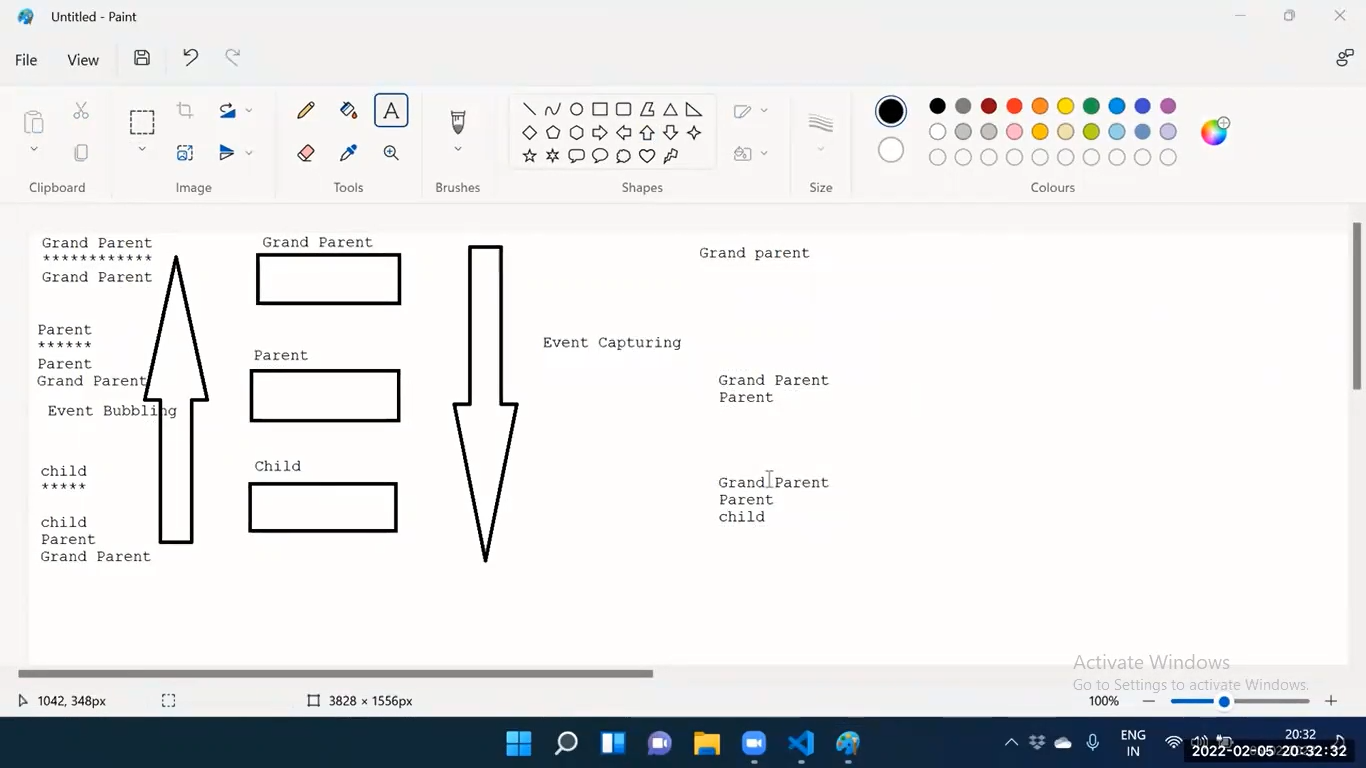 Untitled - Paint
File
View
Clipboard
Image
Tools
Brushes
Shapes
Size
Colours
Grand Parent
************
Grand Parent
Parent
******
Parent
Grand Parent
Event Bubbling
child
*****
child
Parent
Grand Parent
Grand Parent
Parent
Child
Event Capturing
Grand parent
Grand Parent
Parent
Grand Parent
Parent
child
Activate Windows
Go to Settings to activate Windows.
1042, 348px
3828 × 1556px
100%
ENG
IN
20:32
2022-02-05 20:32:32